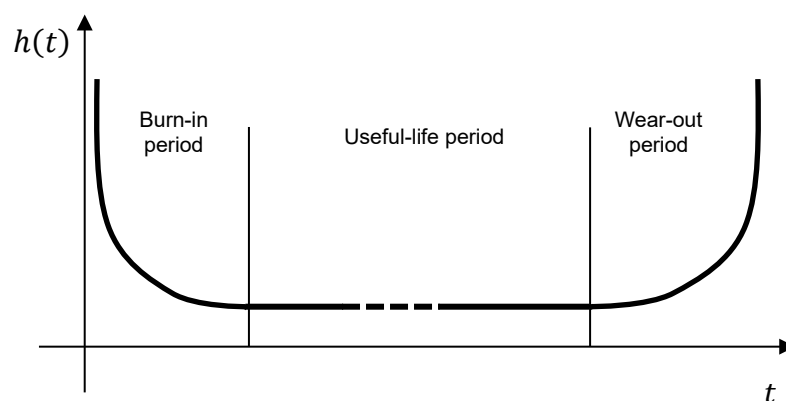 h(t)
Burn-in
period
Useful-life period
Wear-out
period
t